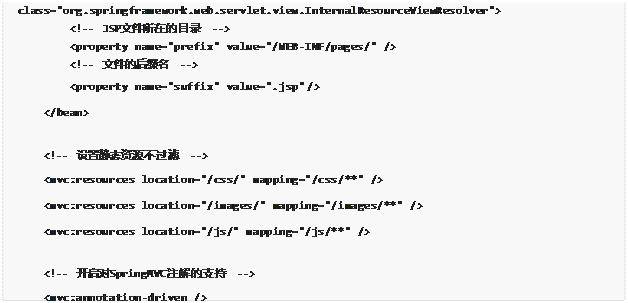 class="org.springframework.web.servlet.view.InternalResourceViewResolver">
<!-- JSP文件所在的目录 -->
<property name="prefix" value="/WEB-INF/pages/" />
<!-- 文件的后缀名 -->
<property name="suffix" value=".jsp"/>
</bean>
<!-- 设置静态资源不过滤 -->
<mvc:resources location="/css/" mapping="/css/**" />
<mvc:resources location="/images/" mapping="/images/**" />
<mvc:resources location="/js/" mapping="/js/**" />
<!-- 开启对SpringMVC注解的支持 -->
<mvc:annotation-driven />